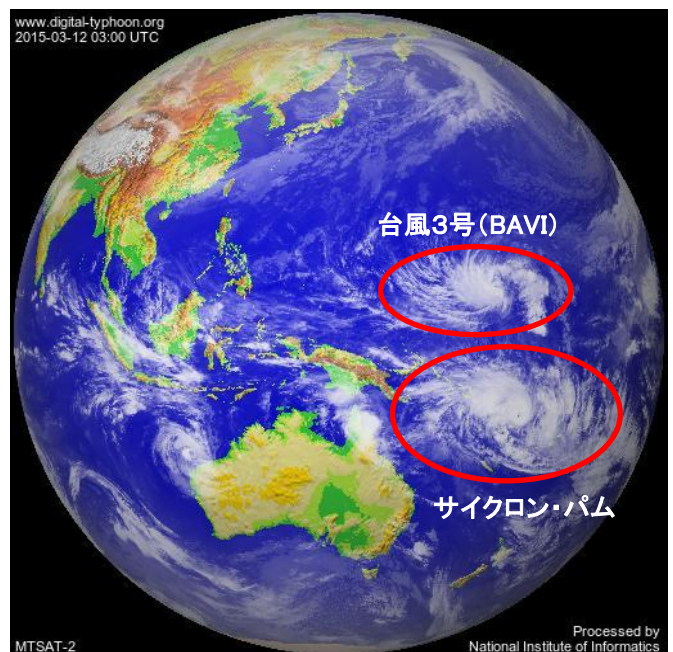 www.digital-typhoon.org
2015-03-12 03:00 UTC
台風3号(BAVI)
サイクロン・パム
Processed by
MTSAT-2
National Institute of Informatics